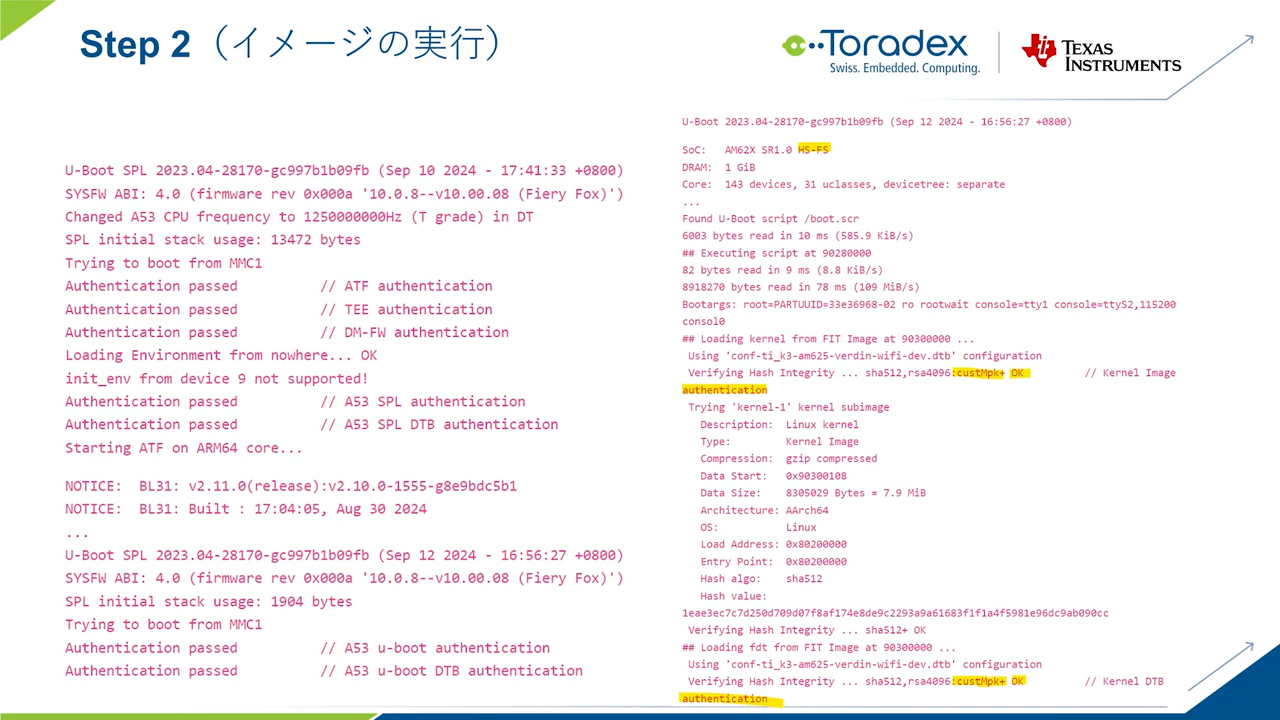 Step 2（イメージの実行）
Toradex
Swiss. Embedded. Computing.
TEXAS
INSTRUMENTS
U-Boot SPL 2023.04-28170-gc997b1b09fb (Sep 10 2024 - 17:41:33 +0800)
SYSFW ABI: 4.0 (firmware rev 0x000a '10.0.8--v10.00.08 (Fiery Fox)')
Changed A53 CPU frequency to 1250000000Hz (T grade) in DT
SPL initial stack usage: 13472 bytes
Trying to boot from MMC1
Authentication passed // ATF authentication
Authentication passed // TEE authentication
Authentication passed // DM-FW authentication
Loading Environment from nowhere... OK
init_env from device 9 not supported!
Authentication passed // A53 SPL authentication
Authentication passed // A53 SPL DTB authentication
Starting ATF on ARM64 core...
NOTICE: BL31: v2.11.0(release):v2.10.0-1555-g8e9bdc5b1
NOTICE: BL31: Built : 17:04:05, Aug 30 2024
...
U-Boot SPL 2023.04-28170-gc997b1b09fb (Sep 12 2024 - 16:56:27 +0800)
SYSFW ABI: 4.0 (firmware rev 0x000a '10.0.8--v10.00.08 (Fiery Fox)')
SPL initial stack usage: 1904 bytes
Trying to boot from MMC1
Authentication passed // A53 u-boot authentication
Authentication passed // A53 u-boot DTB authentication
U-Boot 2023.04-28170-gc997b1b09fb (Sep 12 2024 - 16:56:27 +0800)
SoC: AM62X SR1.0 HS-FS
DRAM: 1 GiB
Core: 143 devices, 31 uclasses, devicetree: separate
...
Found U-Boot script /boot.scr
6003 bytes read in 10 ms (585.9 KiB/s)
## Executing script at 90280000
82 bytes read in 9 ms (8.8 KiB/s)
8918270 bytes read in 78 ms (109 MiB/s)
Bootargs: root=PARTUUID=33e36968-02 ro rootwait console=tty1 console=ttyS2,115200
consol0
## Loading kernel from FIT Image at 90300000 ...
Using 'conf-ti_k3-am625-verdin-wifi-dev.dtb' configuration
Verifying Hash Integrity ... sha512,rsa4096:custMpk+ OK // Kernel Image
authentication
Trying 'kernel-1' kernel subimage
Description: Linux kernel
Type: Kernel Image
Compression: gzip compressed
Data Start: 0x90300108
Data Size: 8305029 Bytes = 7.9 MiB
Architecture: AArch64
OS: Linux
Load Address: 0x80200000
Entry Point: 0x80200000
Hash algo: sha512
Hash value:
1eae3ec7c7d250d709d07f8af174e8de9c2293a9a61683f1f1a4f5981e96dc9ab090cc
Verifying Hash Integrity ... sha512+ OK
## Loading fdt from FIT Image at 90300000 ...
Using 'conf-ti_k3-am625-verdin-wifi-dev.dtb' configuration
Verifying Hash Integrity ... sha512,rsa4096:custMpk+ OK // Kernel DTB
authentication